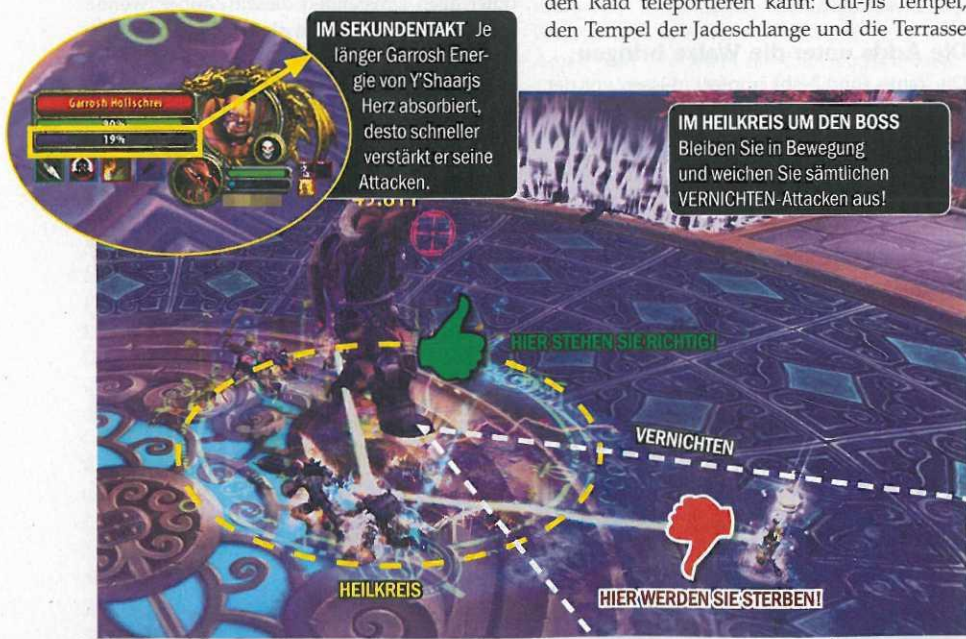 den Raid teleportieren kann: Chi-Jis Tempel,
den Tempel der Jadeschlange und die Terrasse
IM SEKUNDENTAKT Je
länger Garrosh Ener-
gie von Y'Shaarjs
Herz absorbiert,
desto schneller
verstärkt er seine
Attacken.
Garrosh Höllschrei
90%
19%
IM HEILKREIS UM DEN BOSS
Bleiben Sie in Bewegung
und weichen Sie sämtlichen
VERNICHTEN-Attacken aus!
HIER STEHEN SIE RICHTIG!
VERNICHTEN
HEILKREIS
HIER WERDEN SIE STERBEN!